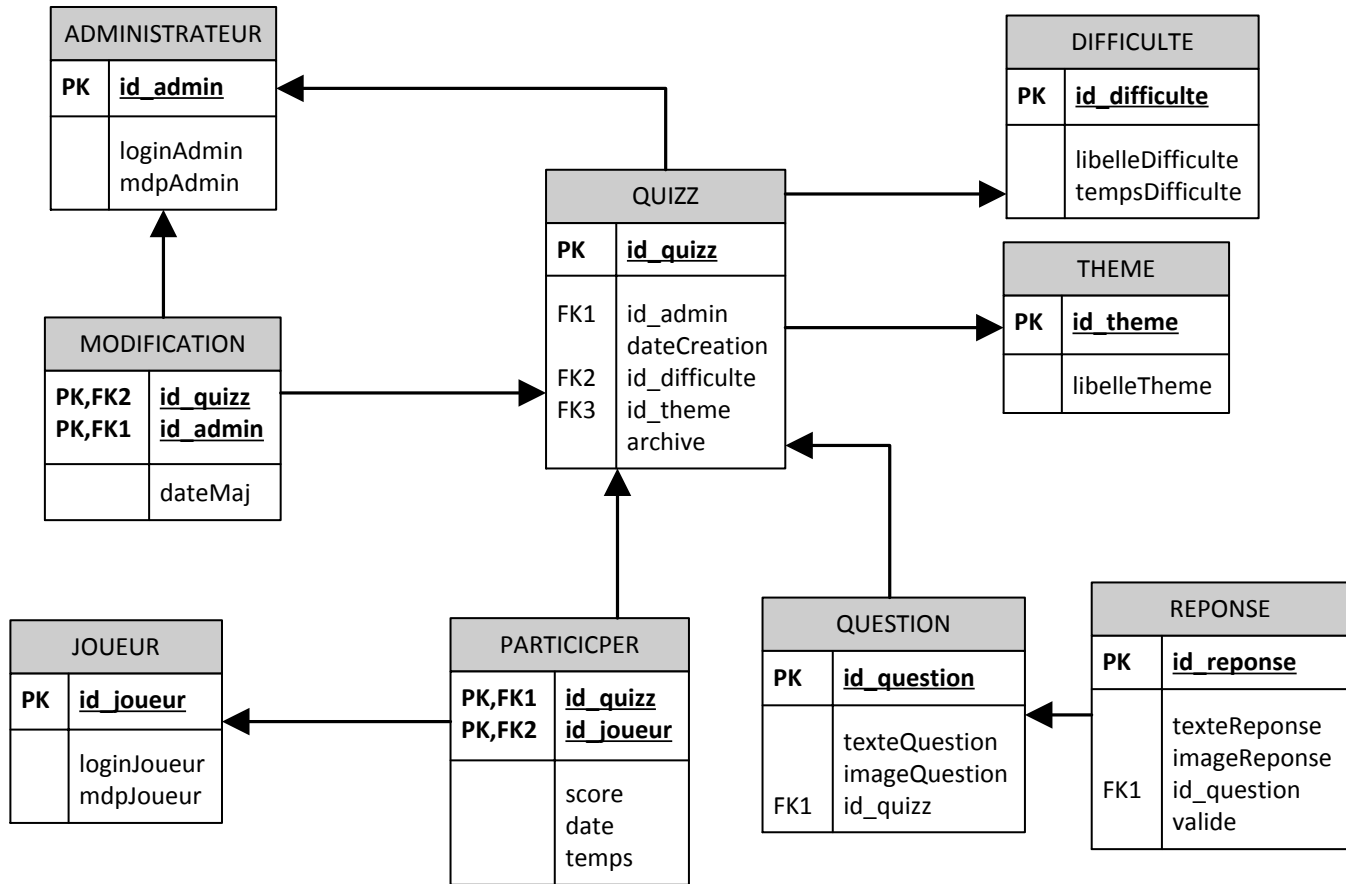 ADMINISTRATEUR
PK id_admin
loginAdmin
mdpAdmin
DIFFICULTE
PK id_difficulte
libelleDifficulte
tempsDifficulte
QUIZZ
PK id_quizz
FK1 id_admin
dateCreation
FK2 id_difficulte
FK3 id_theme
archive
THEME
PK id_theme
libelleTheme
MODIFICATION
PK,FK2 id_quizz
PK,FK1 id_admin
dateMaj
JOUEUR
PK id_joueur
loginJoueur
mdpJoueur
PARTICICPER
PK,FK1 id_quizz
PK,FK2 id_joueur
score
date
temps
QUESTION
PK id_question
texteQuestion
imageQuestion
FK1 id_quizz
REPONSE
PK id_reponse
texteReponse
imageReponse
FK1 id_question
valide